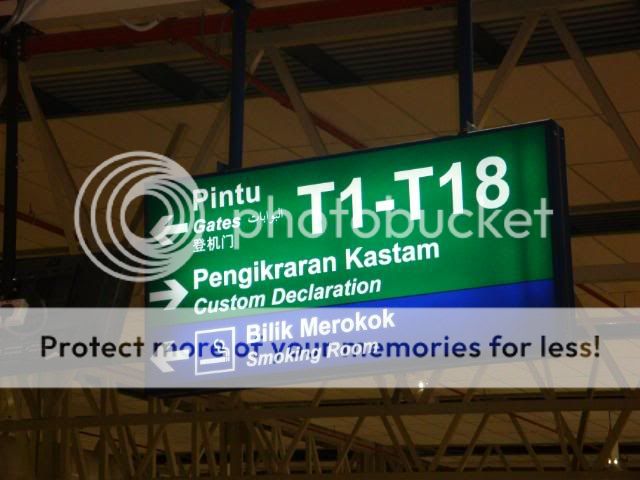 Pintu T1-T18
Gates البوابات
登机门
Pengikraran Kastam
Custom Declaration
Bilik Merokok
Smoking Room
photobucket
Protect more of your memories for less!